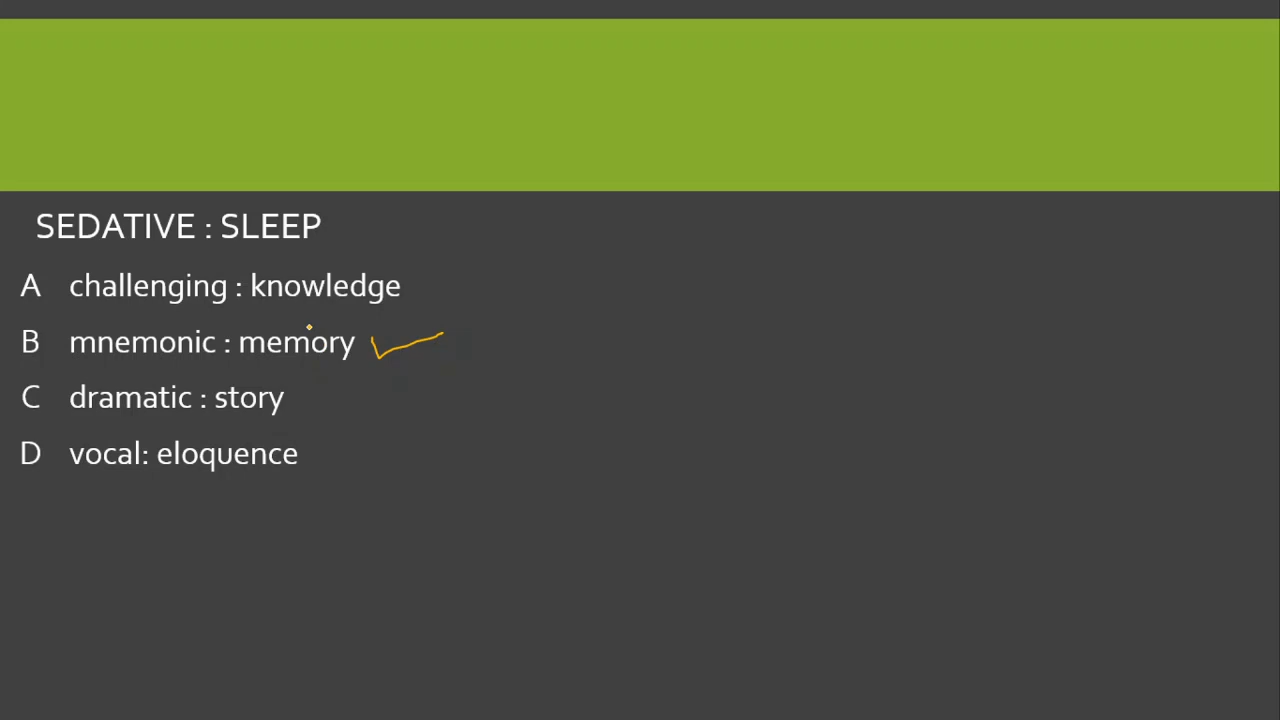 SEDATIVE : SLEEP
A challenging : knowledge
B mnemonic : memory
C dramatic : story
D vocal: eloquence